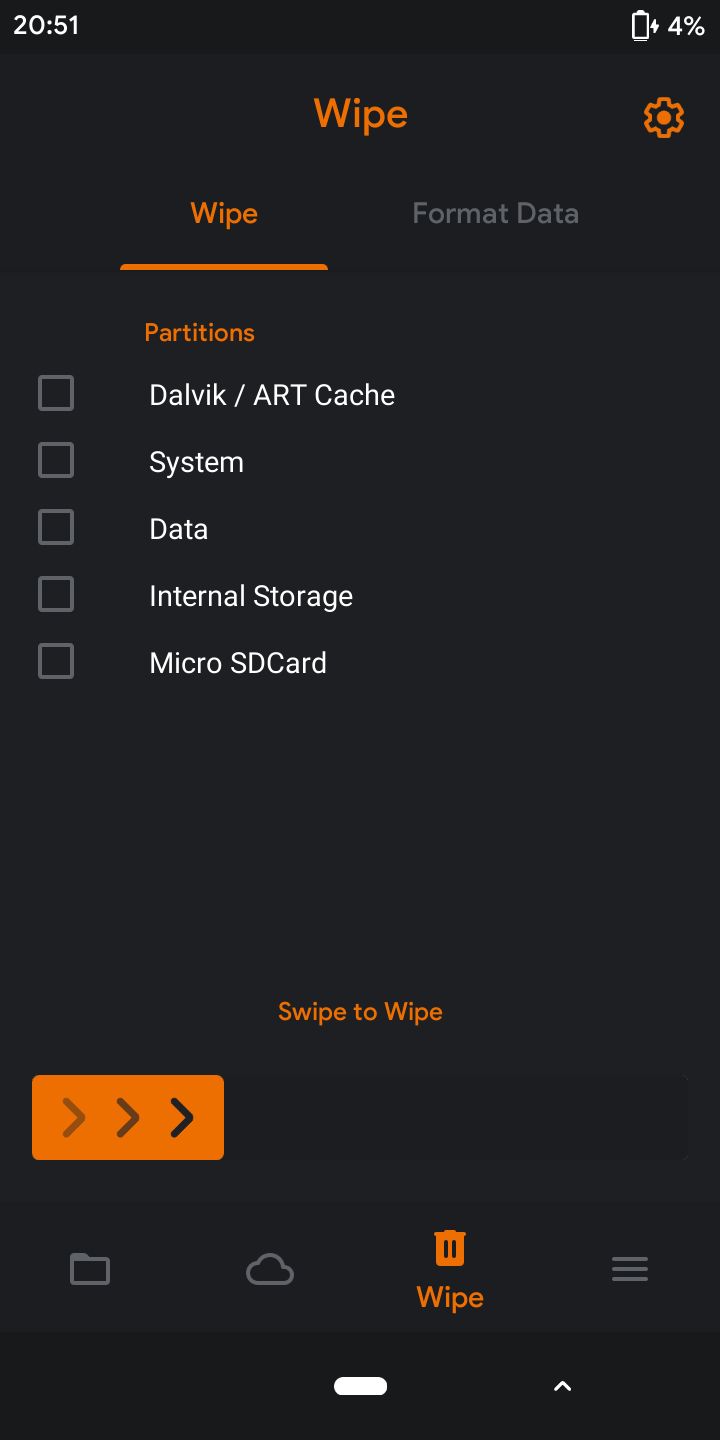 20:51
4%
Wipe
Wipe
Format Data
Partitions
Dalvik / ART Cache
System
Data
Internal Storage
Micro SDCard
Swipe to Wipe
Wipe